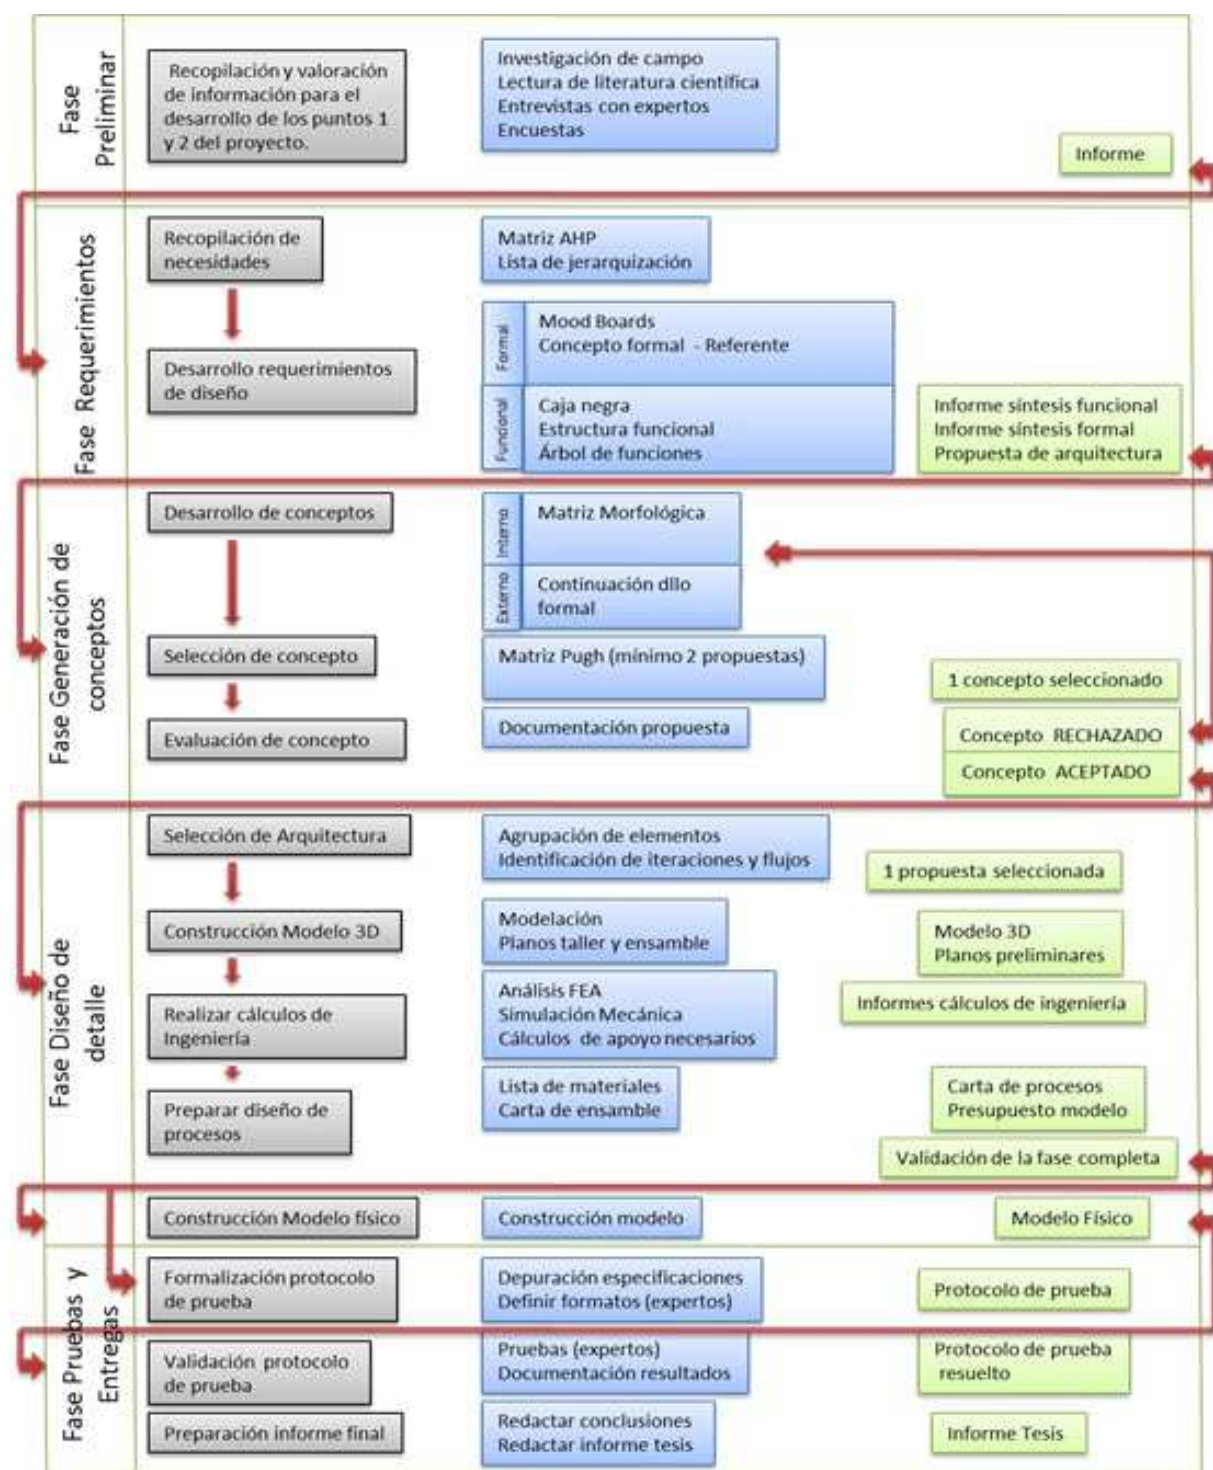 Fase
Preliminar
Recopilación y valoración
de información para el
desarrollo de los puntos 1
y 2 del proyecto.
Investigación de campo
Lectura de literatura científica
Entrevistas con expertos
Encuestas
Informe
Fase Requerimientos
Recopilación de
necesidades
Matriz AHP
Lista de jerarquización
Desarrollo requerimientos
de diseño
Formal
Mood Boards
Concepto formal - Referente
Funcional
Caja negra
Estructura funcional
Árbol de funciones
Informe síntesis funcional
Informe síntesis formal
Propuesta de arquitectura
Fase Generación de
conceptos
Desarrollo de conceptos
Interno
Matriz Morfológica
Externo
Continuación dllo
formal
Selección de concepto
Matriz Pugh (mínimo 2 propuestas)
1 concepto seleccionado
Evaluación de concepto
Documentación propuesta
Concepto RECHAZADO
Concepto ACEPTADO
Fase Diseño de
detalle
Selección de Arquitectura
Agrupación de elementos
Identificación de iteraciones y flujos
1 propuesta seleccionada
Construcción Modelo 3D
Modelación
Planos taller y ensamble
Modelo 3D
Planos preliminares
Realizar cálculos de
Ingeniería
Análisis FEA
Simulación Mecánica
Cálculos de apoyo necesarios
Informes cálculos de ingeniería
Preparar diseño de
procesos
Lista de materiales
Carta de ensamble
Carta de procesos
Presupuesto modelo
Validación de la fase completa
Construcción Modelo físico
Construcción modelo
Modelo Físico
Fase Pruebas y
Entregas
Formalización protocolo
de prueba
Depuración especificaciones
Definir formatos (expertos)
Protocolo de prueba
Validación protocolo
de prueba
Pruebas (expertos)
Documentación resultados
Protocolo de prueba
resuelto
Preparación informe final
Redactar conclusiones
Redactar informe tesis
Informe Tesis